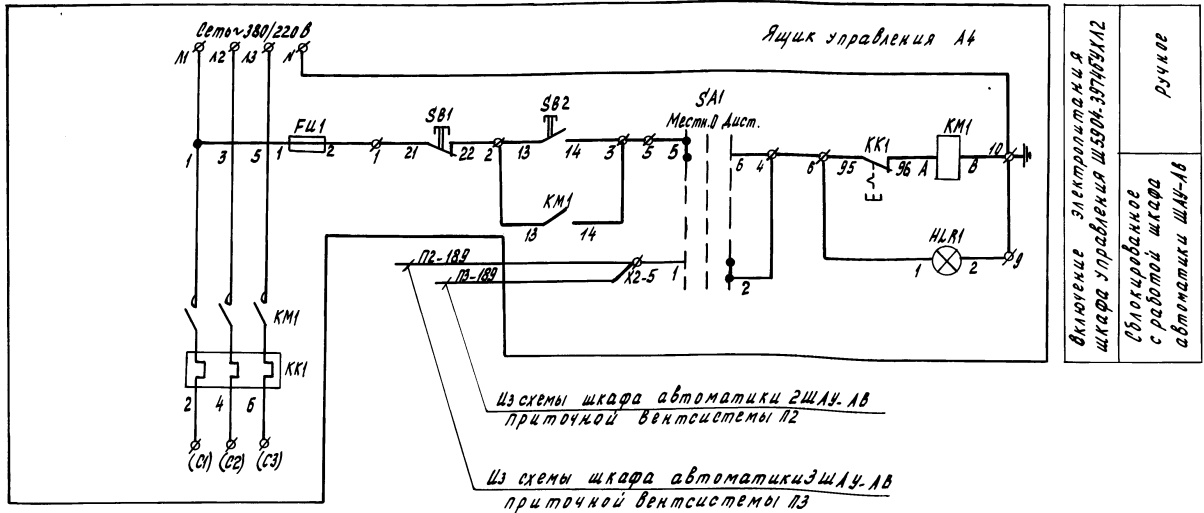 Сеть~380/220 В
Л1 Л2 Л3 N
Ящик управления А4
FU1
SB1
SB2
SA1
Местн. 0 Дист.
KK1
KM1
1 3 5 1 2 1 21 22 2 13 14 3 5 5 6 4 6 95 96 А В 10
KM1
13 14
HLR1
1 2 9
П2-189
П3-189
Х2-5
1
2
KM1
KK1
2 4 6
(С1) (С2) (С3)
Из схемы шкафа автоматики 2ШАУ-АВ
приточной вентсистемы П2
Из схемы шкафа автоматики 3ШАУ-АВ
приточной вентсистемы П3
Включение электропитания
шкафа управления Ш5904-3974БУХЛ2
Сблокированное
с работой шкафа
автоматики ШАУ-АВ
Ручное